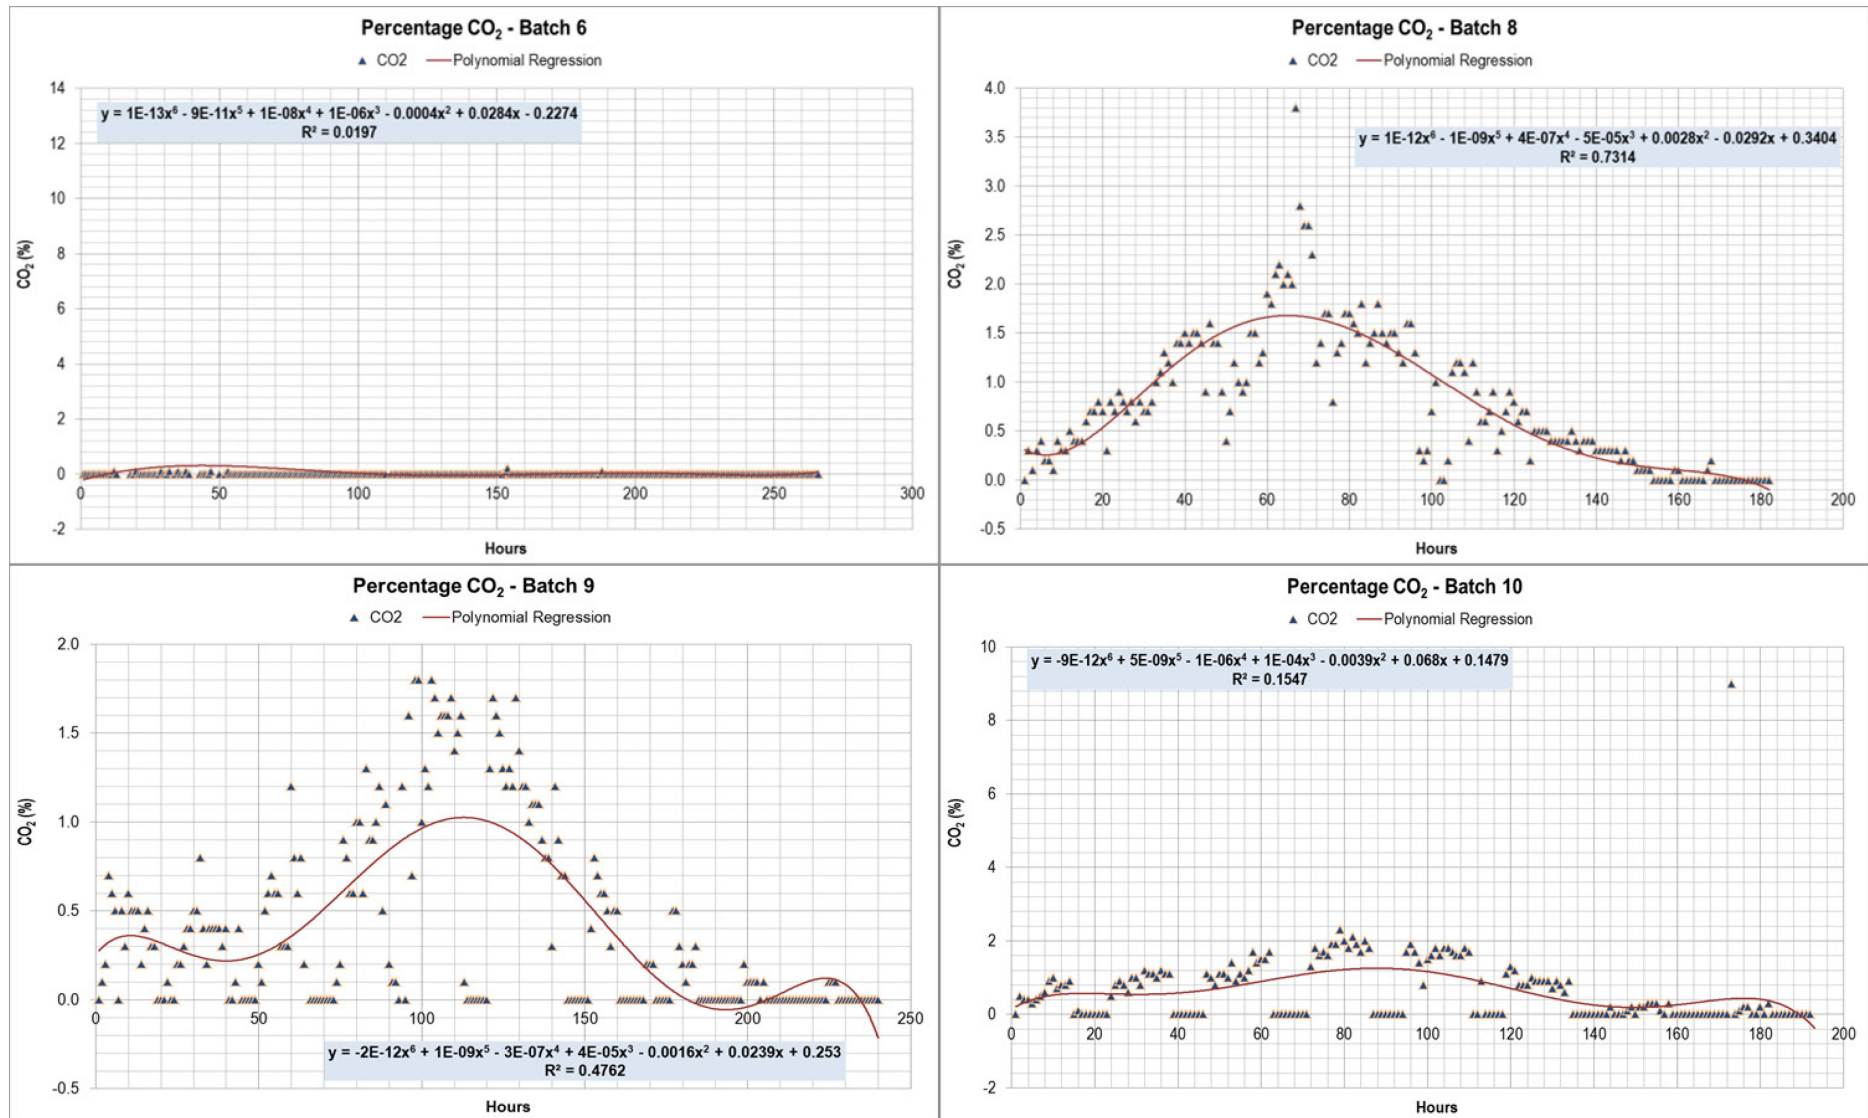 Percentage CO₂ - Batch 6
CO2 Polynomial Regression
y = 1E-13x⁶ - 9E-11x⁵ + 1E-08x⁴ + 1E-06x³ - 0.0004x² + 0.0284x - 0.2274
R² = 0.0197
14
12
10
8
6
4
2
0
-2
CO₂ (%)
0 50 100 150 200 250 300
Hours
Percentage CO₂ - Batch 8
CO2 Polynomial Regression
y = 1E-12x⁶ - 1E-09x⁵ + 4E-07x⁴ - 5E-05x³ + 0.0028x² - 0.0292x + 0.3404
R² = 0.7314
4.0
3.5
3.0
2.5
2.0
1.5
1.0
0.5
0.0
-0.5
CO₂ (%)
0 20 40 60 80 100 120 140 160 180 200
Hours
Percentage CO₂ - Batch 9
CO2 Polynomial Regression
2.0
1.5
1.0
0.5
0.0
-0.5
CO₂ (%)
0 50 100 150 200 250
y = -2E-12x⁶ + 1E-09x⁵ - 3E-07x⁴ + 4E-05x³ - 0.0016x² + 0.0239x + 0.253
R² = 0.4762
Hours
Percentage CO₂ - Batch 10
CO2 Polynomial Regression
y = -9E-12x⁶ + 5E-09x⁵ - 1E-06x⁴ + 1E-04x³ - 0.0039x² + 0.068x + 0.1479
R² = 0.1547
10
8
6
4
2
0
-2
CO₂ (%)
0 20 40 60 80 100 120 140 160 180 200
Hours